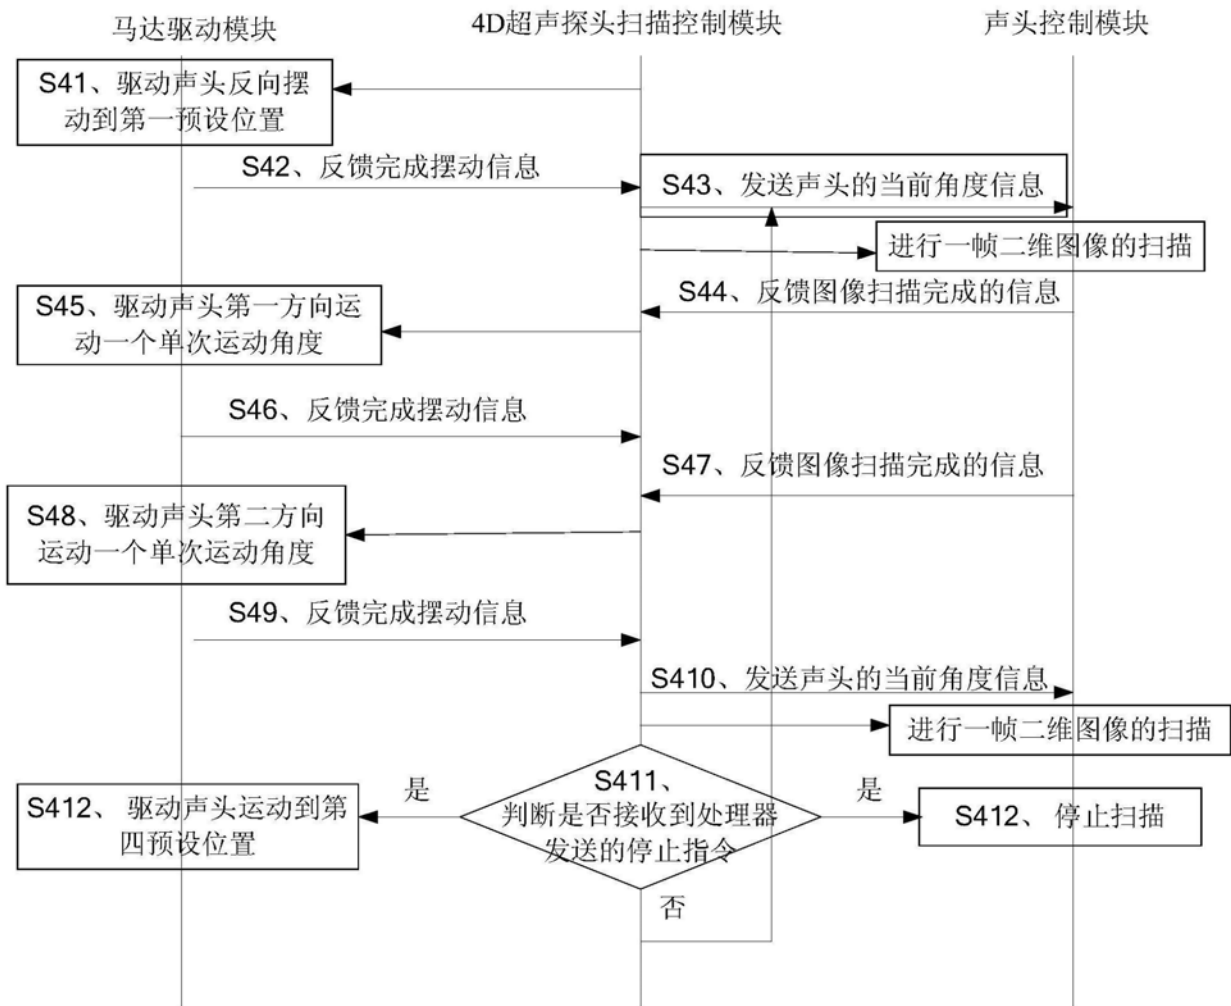 马达驱动模块
4D超声探头扫描控制模块
声头控制模块
S41、驱动声头反向摆
动到第一预设位置
S42、反馈完成摆动信息
S43、发送声头的当前角度信息
进行一帧二维图像的扫描
S44、反馈图像扫描完成的信息
S45、驱动声头第一方向运
动一个单次运动角度
S46、反馈完成摆动信息
S47、反馈图像扫描完成的信息
S48、驱动声头第二方向
运动一个单次运动角度
S49、反馈完成摆动信息
S410、发送声头的当前角度信息
进行一帧二维图像的扫描
S411、
判断是否接收到处理器
发送的停止指令
是
是
S412、 驱动声头运动到第
四预设位置
S412、 停止扫描
否